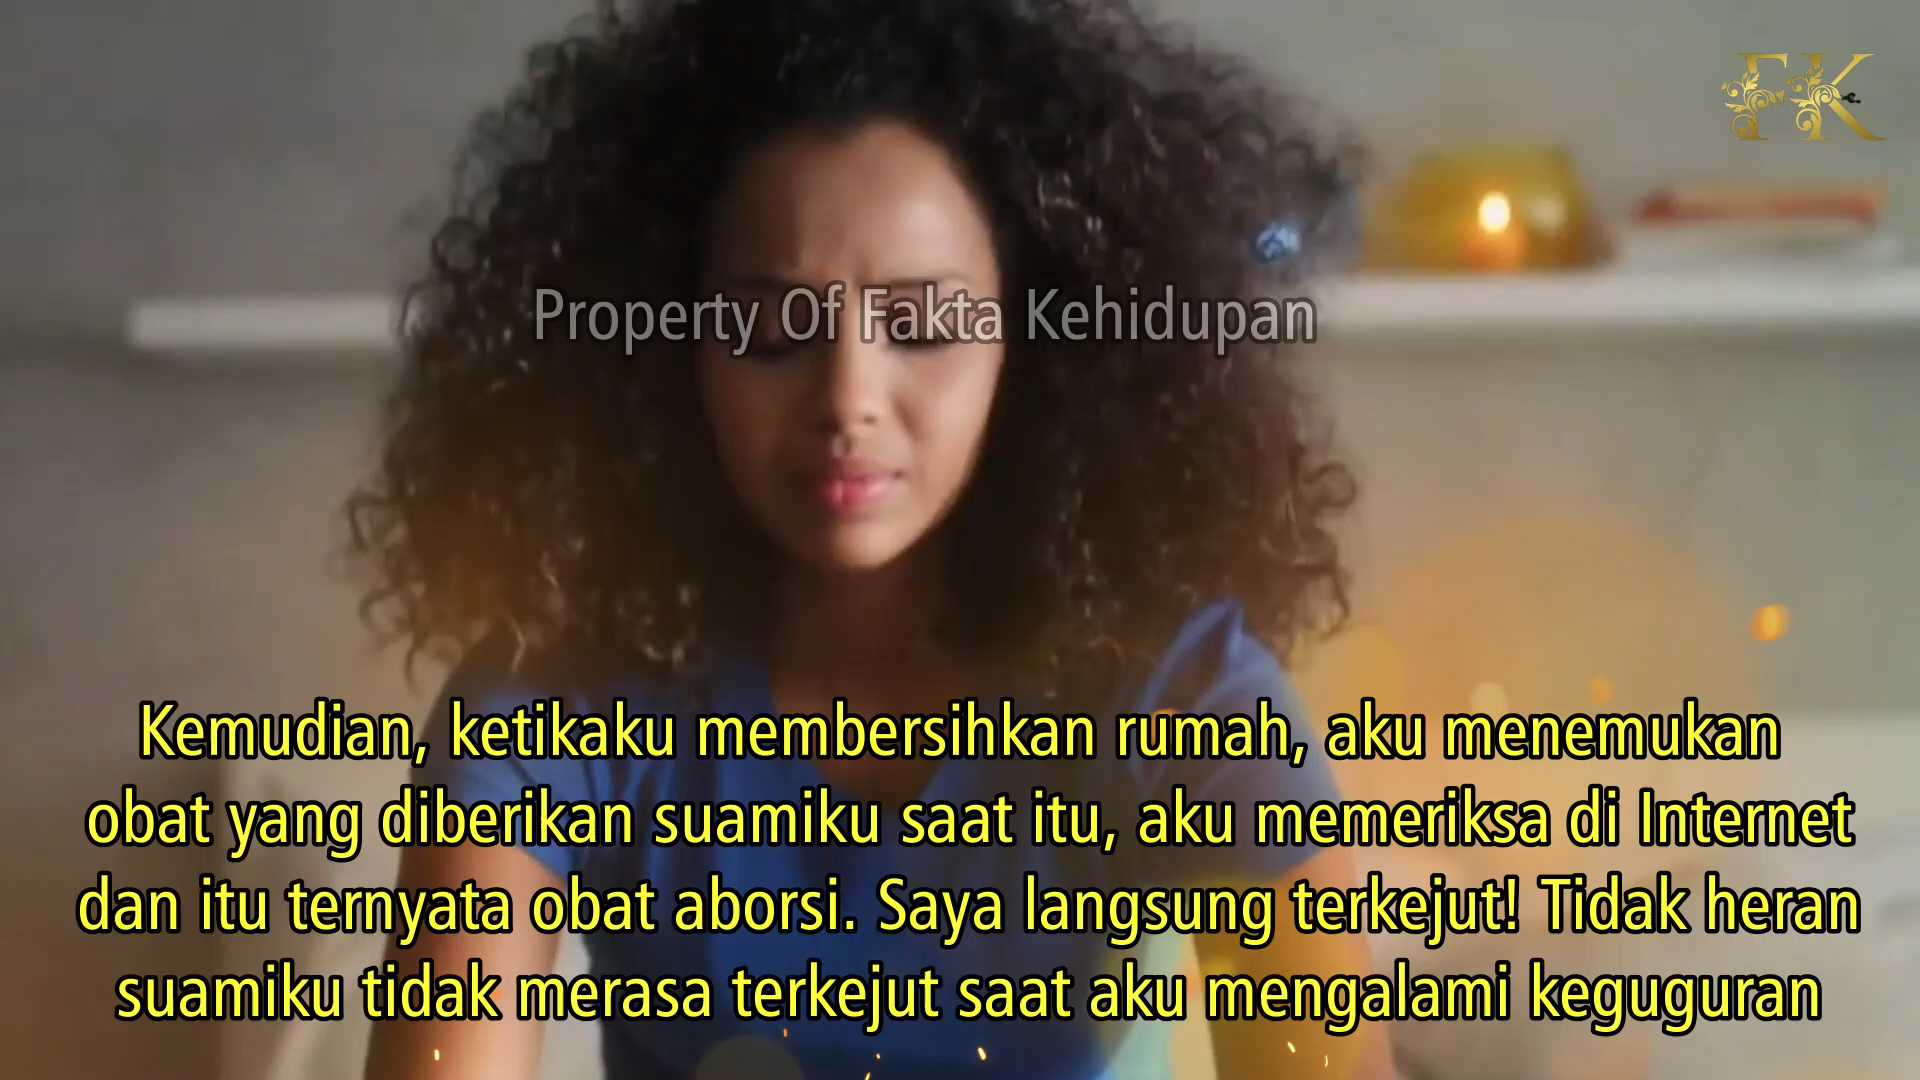 FK
Property Of Fakta Kehidupan
Kemudian, ketikaku membersihkan rumah, aku menemukan
obat yang diberikan suamiku saat itu, aku memeriksa di Internet
dan itu ternyata obat aborsi. Saya langsung terkejut! Tidak heran
suamiku tidak merasa terkejut saat aku mengalami keguguran